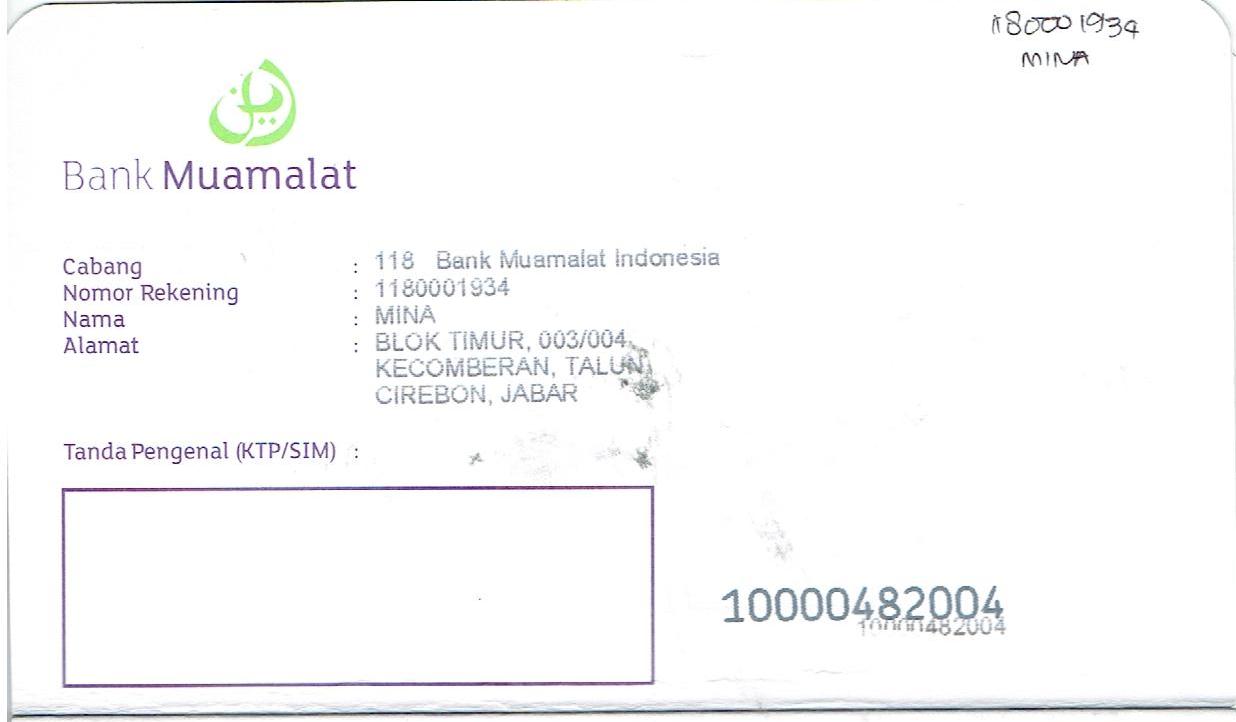 1180001934
MINA
Bank Muamalat
Cabang : 118 Bank Muamalat Indonesia
Nomor Rekening : 1180001934
Nama : MINA
Alamat : BLOK TIMUR, 003/004,
KECOMBERAN, TALUN,
CIREBON, JABAR
Tanda Pengenal (KTP/SIM) :
10000482004
10000482004